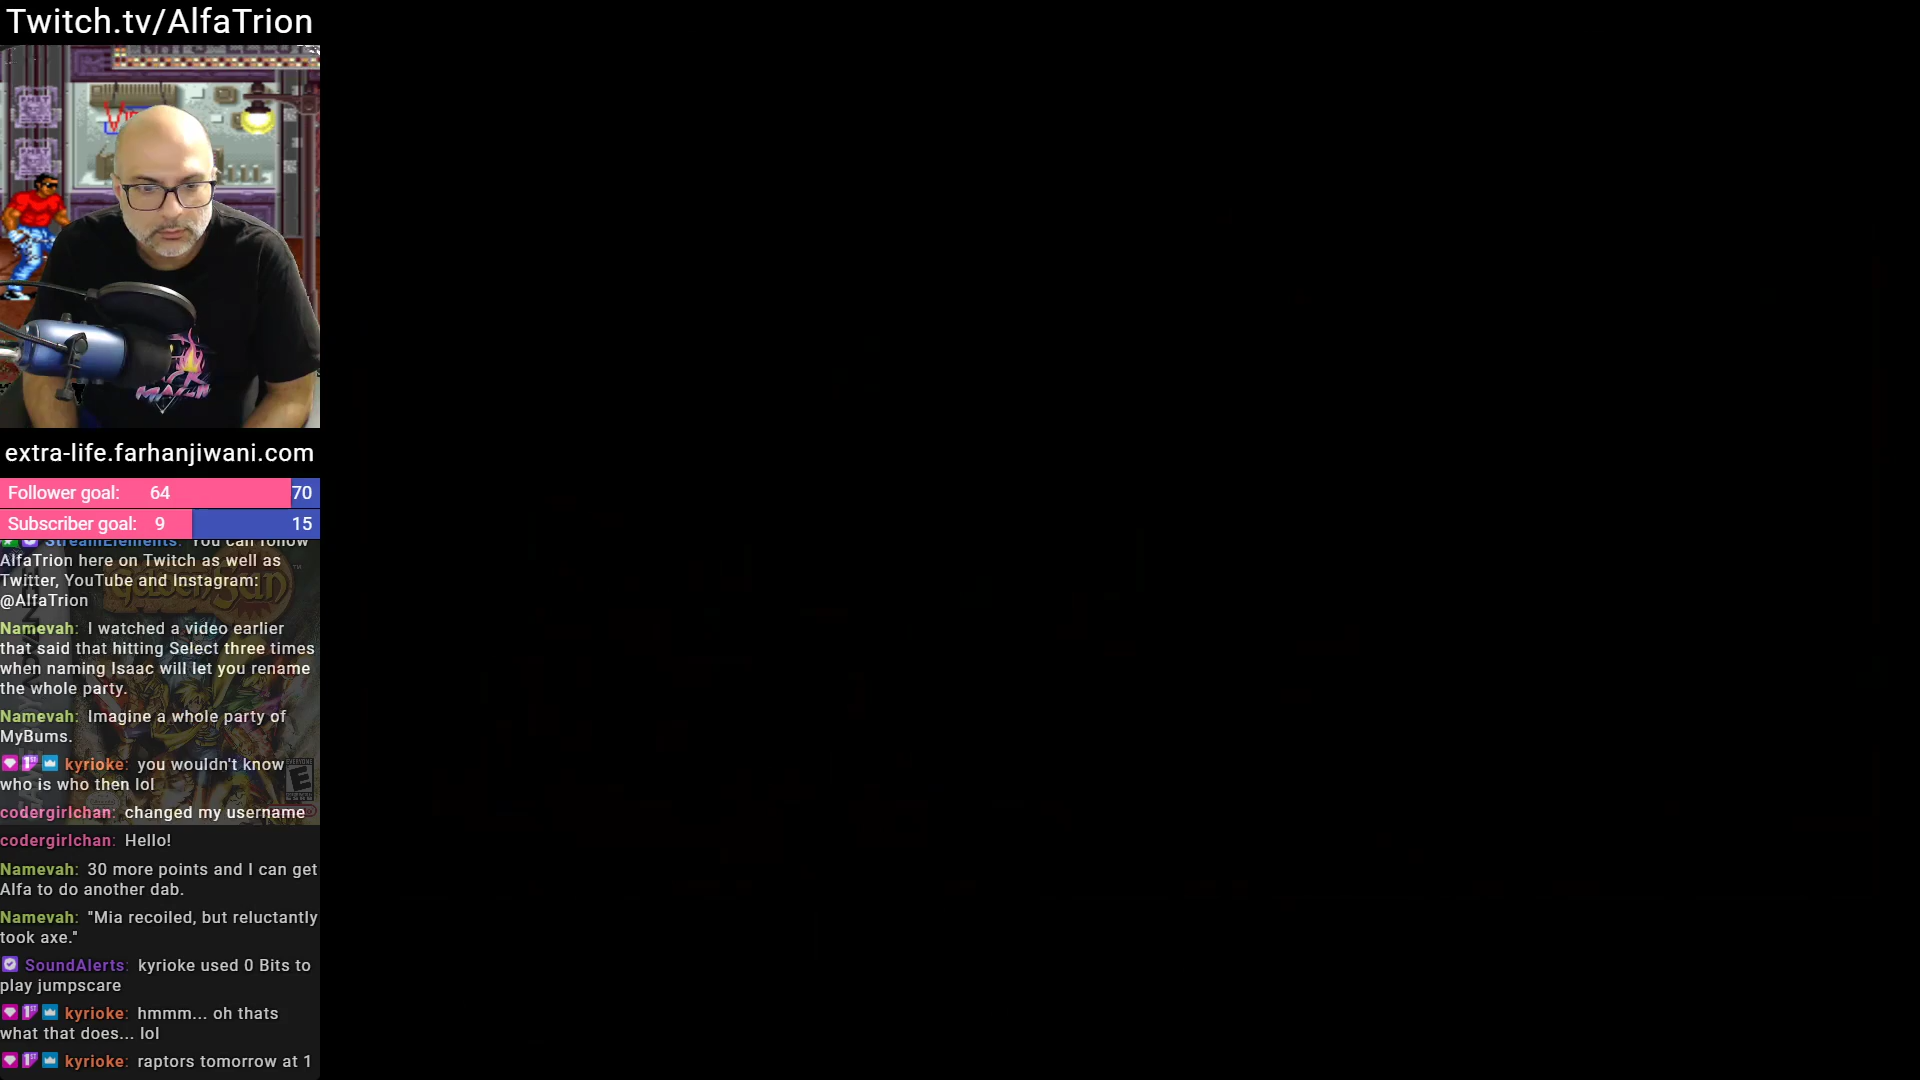 Twitch.tv/AlfaTrion
extra-life.farhanjiwani.com
Follower goal: 64 70
Subscriber goal: 9 15
StreamElements: You can follow
AlfaTrion here on Twitch as well as
Twitter, YouTube and Instagram:
@AlfaTrion
Namevah: I watched a video earlier
that said that hitting Select three times
when naming Isaac will let you rename
the whole party.
Namevah: Imagine a whole party of
MyBums.
kyrioke: you wouldn't know
who is who then lol
codergirlchan: changed my username
codergirlchan: Hello!
Namevah: 30 more points and I can get
Alfa to do another dab.
Namevah: "Mia recoiled, but reluctantly
took axe."
SoundAlerts: kyrioke used 0 Bits to
play jumpscare
kyrioke: hmmm... oh thats
what that does... lol
kyrioke: raptors tomorrow at 1